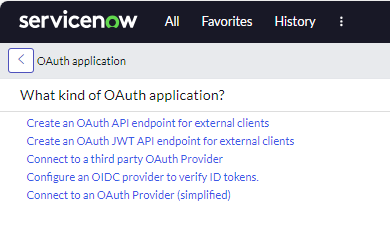 servicenow All Favorites History
OAuth application
What kind of OAuth application?
Create an OAuth API endpoint for external clients
Create an OAuth JWT API endpoint for external clients
Connect to a third party OAuth Provider
Configure an OIDC provider to verify ID tokens.
Connect to an OAuth Provider (simplified)